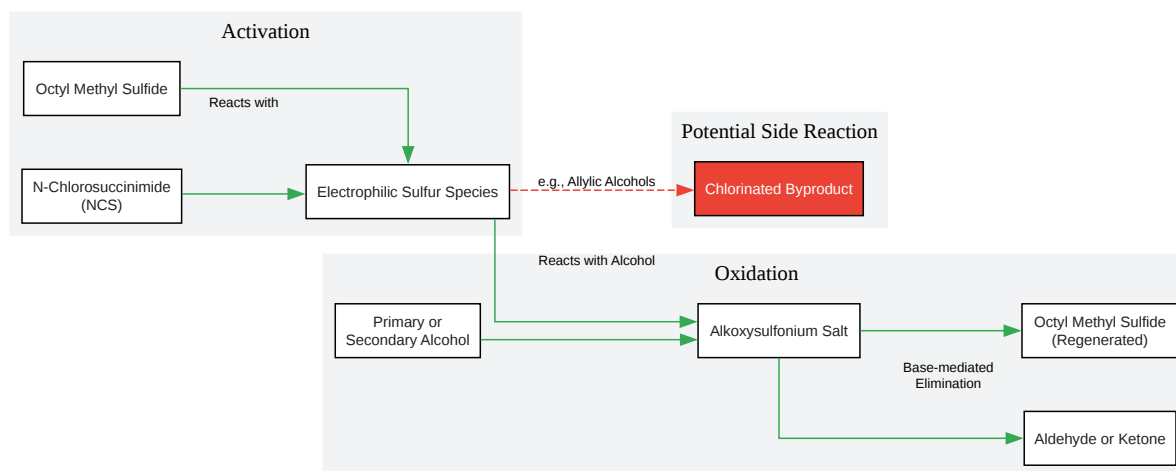 Activation
Octyl Methyl Sulfide
Reacts with
N-Chlorosuccinimide
(NCS)
Electrophilic Sulfur Species
e.g., Allylic Alcohols
Potential Side Reaction
Chlorinated Byproduct
Reacts with Alcohol
Oxidation
Primary or
Secondary Alcohol
Alkoxysulfonium Salt
Octyl Methyl Sulfide
(Regenerated)
Base-mediated
Elimination
Aldehyde or Ketone